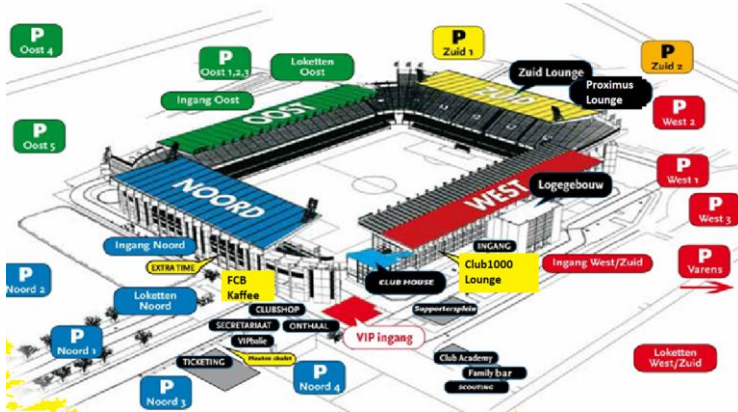 P
Oost 4
P
Oost 1,2,3
Loketten
Oost
P
Zuid 1
P
Zuid 2
Zuid Lounge
Proximus
Lounge
Ingang Oost
OOST
ZUID
P
West 2
P
Oost 5
NOORD
WEST
P
West 1
Logegebouw
P
West 3
Ingang Noord
INGANG
Ingang West/Zuid
EXTRA TIME
FCB
Kaffee
Club1000
Lounge
P
Varens
P
Noord 2
CLUB HOUSE
Loketten
Noord
CLUBSHOP
Supportersplein
SECRETARIAAT
ONTHAAL
P
Noord 1
VIPbalie
VIP ingang
Houten chalet
TICKETING
Club Academy
Loketten
West/Zuid
P
Noord 3
P
Noord 4
Family bar
SCOUTING